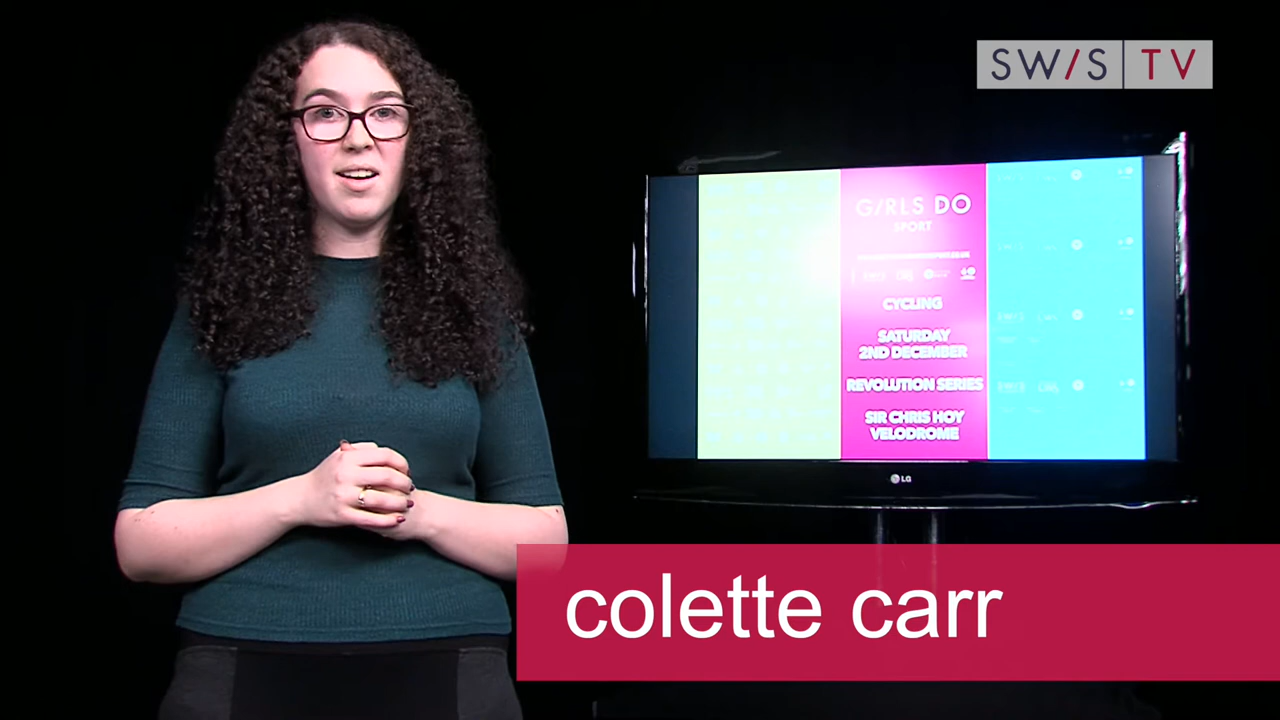 SW/S TV
G/RLS DO
SPORT
CYCLING
SATURDAY
2ND DECEMBER
REVOLUTION SERIES
SIR CHRIS HOY
VELODROME
LG
colette carr